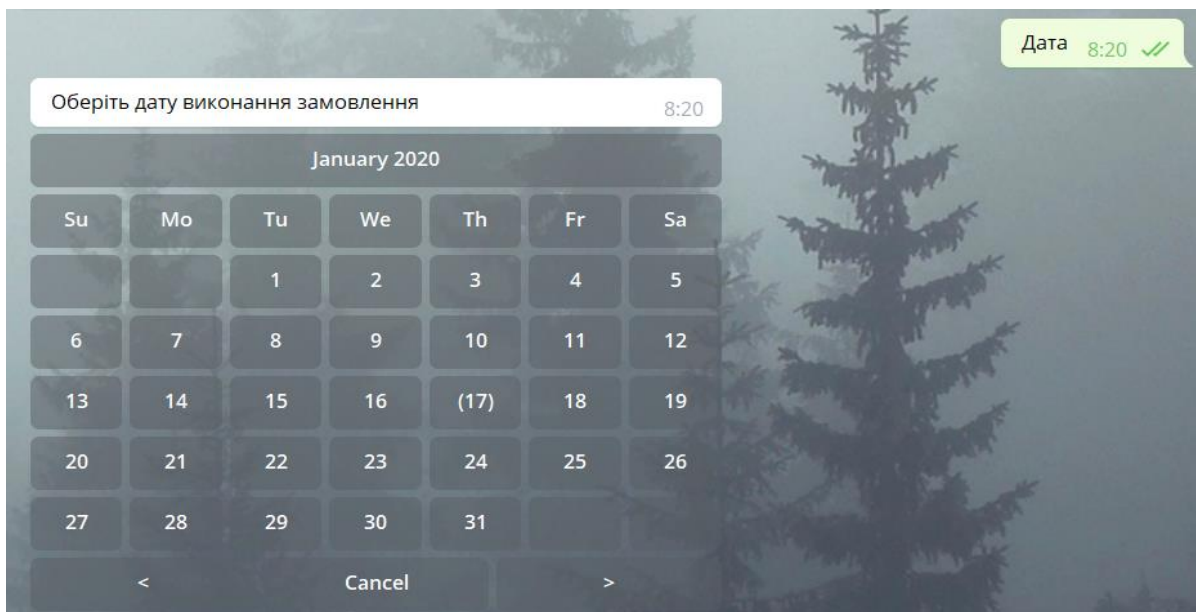 Дата 8:20
Оберіть дату виконання замовлення 8:20
January 2020
Su Mo Tu We Th Fr Sa
1 2 3 4 5
6 7 8 9 10 11 12
13 14 15 16 (17) 18 19
20 21 22 23 24 25 26
27 28 29 30 31
< Cancel >